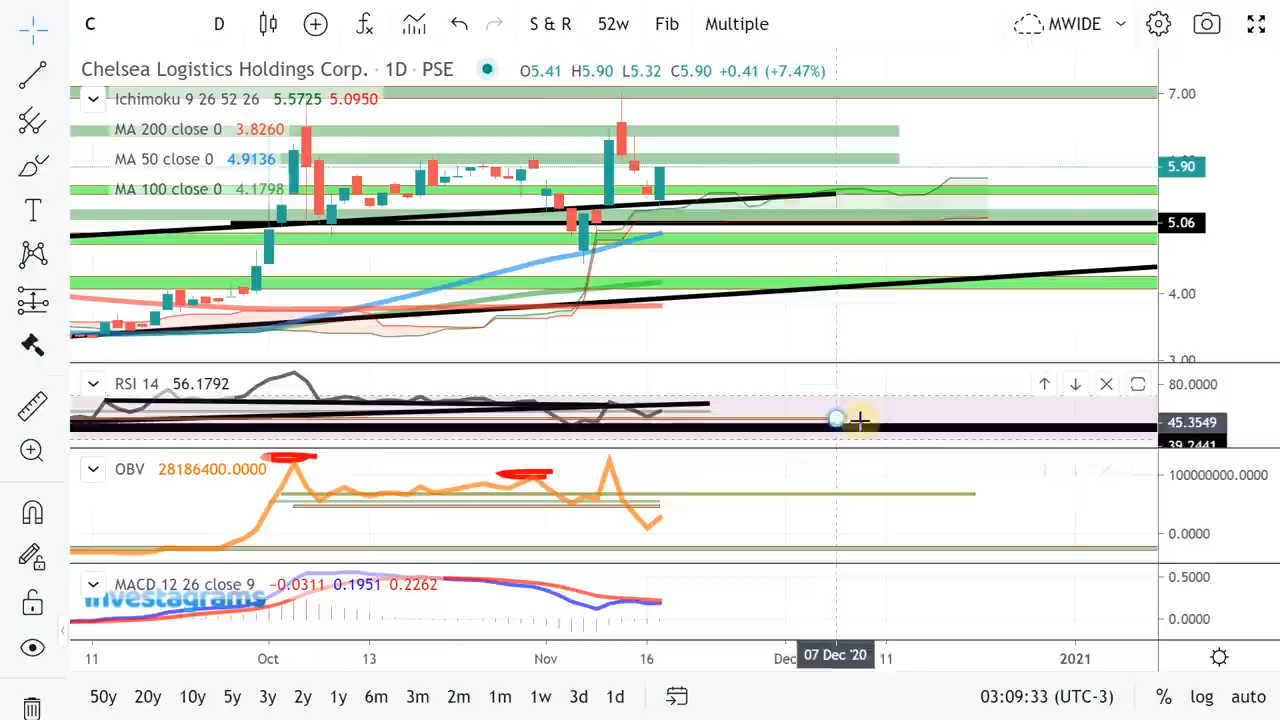 C D S & R 52w Fib Multiple MWIDE
Chelsea Logistics Holdings Corp. · 1D · PSE O5.41 H5.90 L5.32 C5.90 +0.41 (+7.47%)
Ichimoku 9 26 52 26 5.5725 5.0950
MA 200 close 0 3.8260
MA 50 close 0 4.9136
MA 100 close 0 4.1798
7.00
5.90
5.06
4.00
3.00
RSI 14 56.1792
80.0000
45.3549
39.2441
OBV 28186400.0000
100000000.0000
0.0000
MACD 12 26 close 9 −0.0311 0.1951 0.2262
investagrams
0.5000
0.0000
11 Oct 13 Nov 16 Dec 07 Dec '20 11 2021
50y 20y 10y 5y 3y 2y 1y 6m 3m 2m 1m 1w 3d 1d 03:09:33 (UTC-3) % log auto